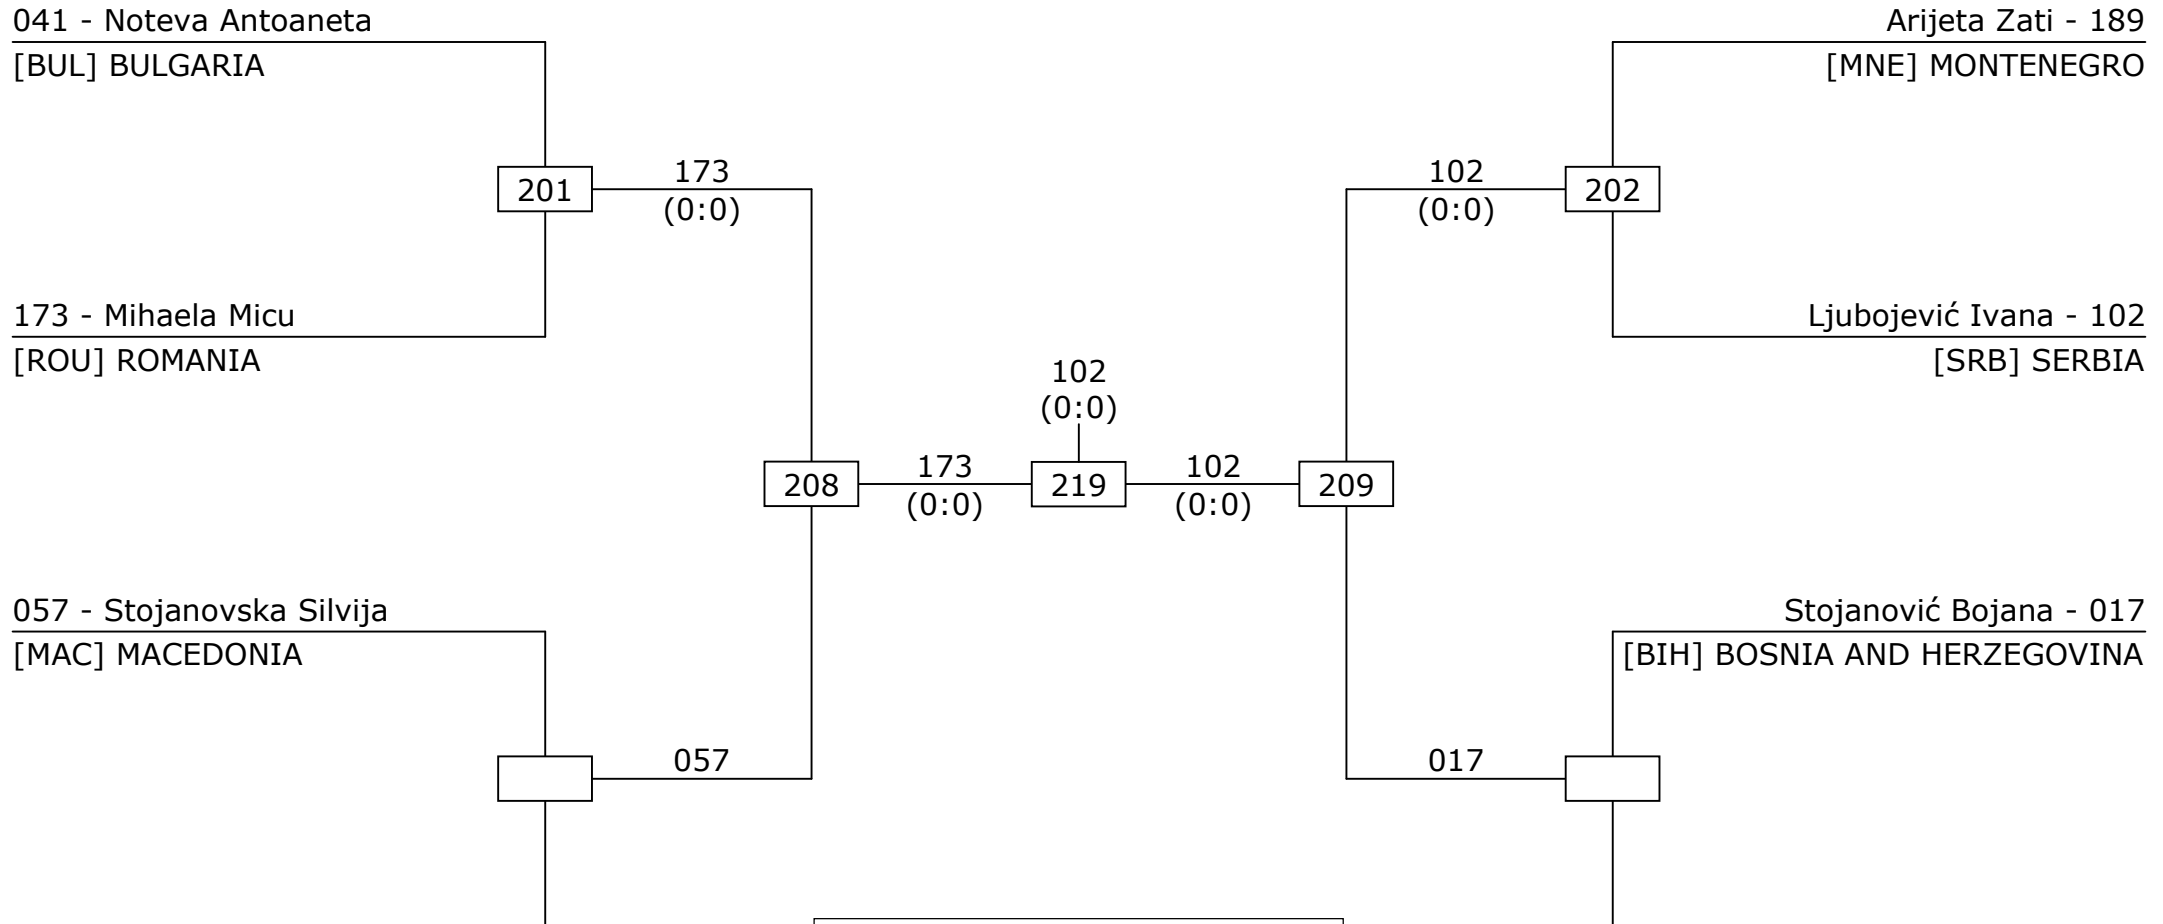 041 - Noteva Antoaneta
[BUL] BULGARIA
Arijeta Zati - 189
[MNE] MONTENEGRO
201
173
(0:0)
102
(0:0)
202
173 - Mihaela Micu
[ROU] ROMANIA
Ljubojević Ivana - 102
[SRB] SERBIA
102
(0:0)
208
173
(0:0)
219
102
(0:0)
209
057 - Stojanovska Silvija
[MAC] MACEDONIA
Stojanović Bojana - 017
[BIH] BOSNIA AND HERZEGOVINA
057
017